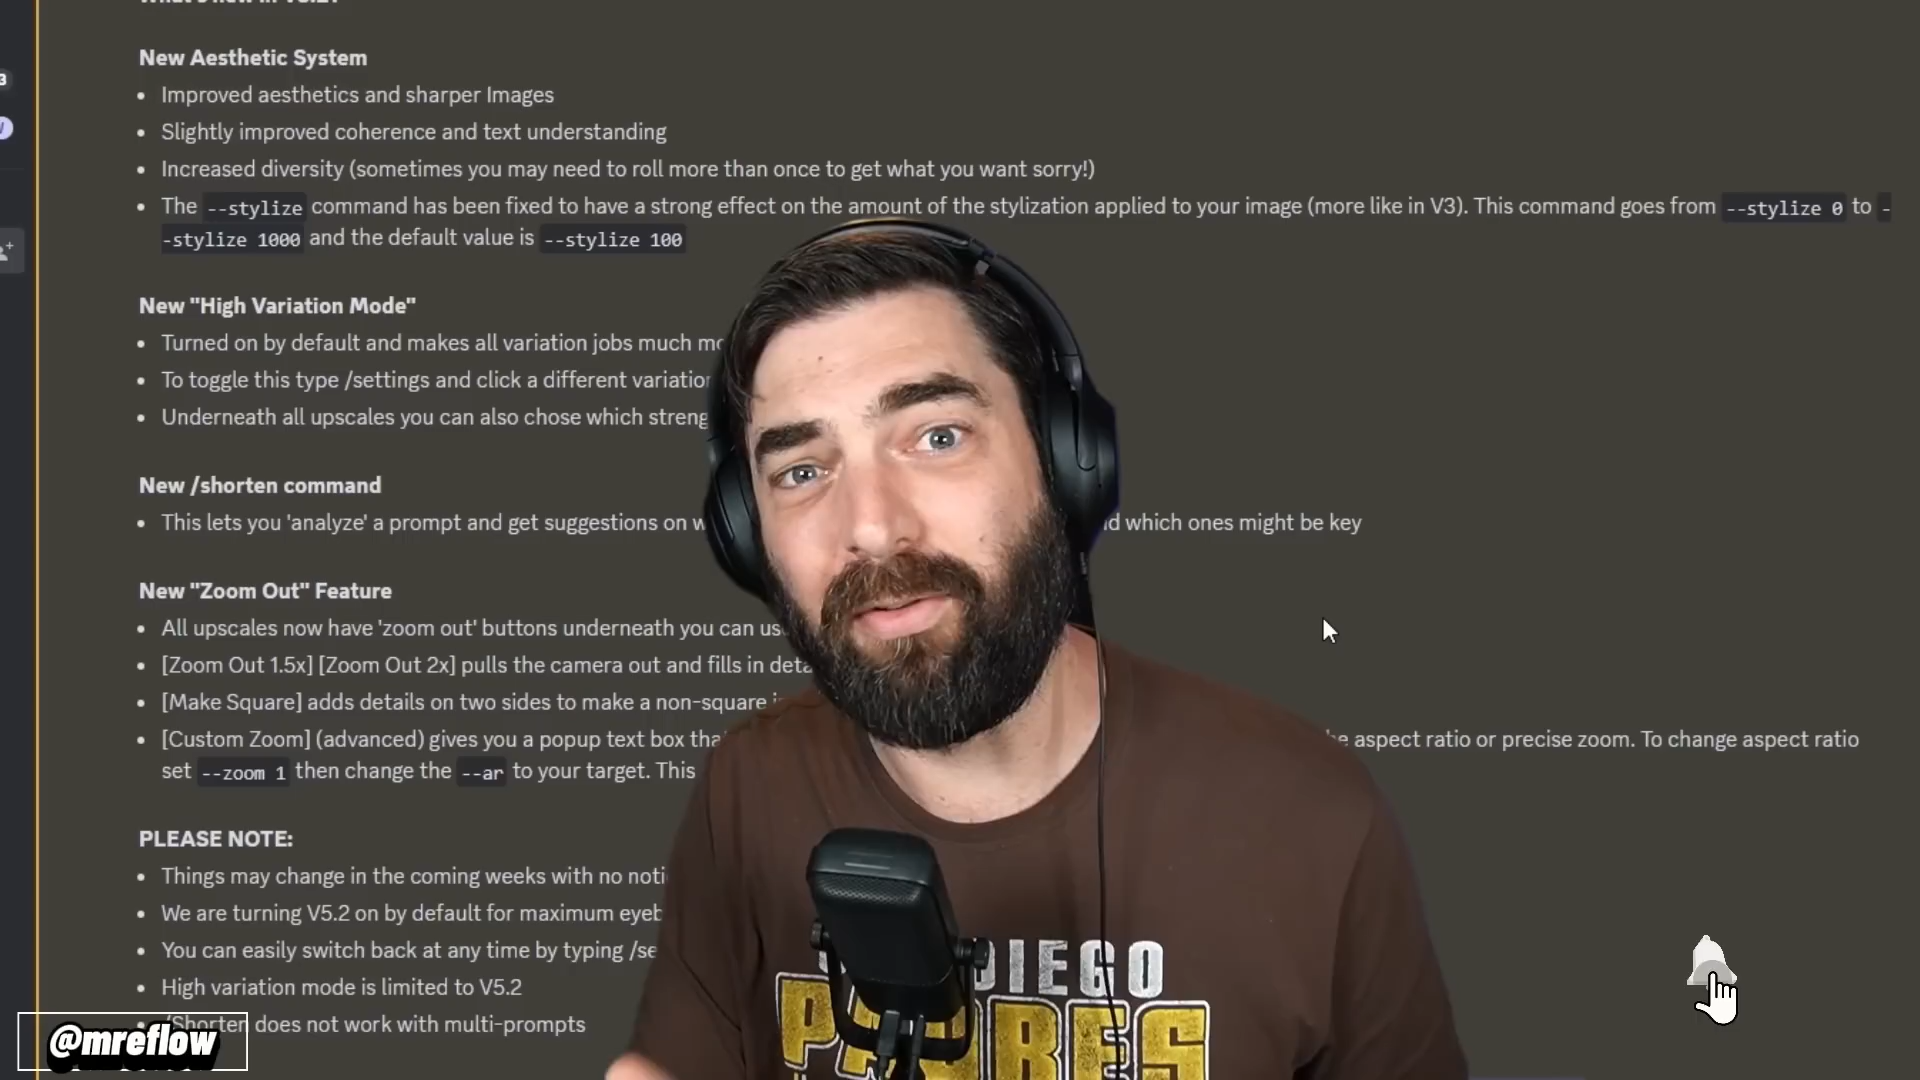 New Aesthetic System
• Improved aesthetics and sharper Images
• Slightly improved coherence and text understanding
• Increased diversity (sometimes you may need to roll more than once to get what you want sorry!)
• The --stylize command has been fixed to have a strong effect on the amount of the stylization applied to your image (more like in V3). This command goes from --stylize 0 to -
-stylize 1000 and the default value is --stylize 100
New "High Variation Mode"
• Turned on by default and makes all variation jobs much
• To toggle this type /settings and click a different
• Underneath all upscales you can also chose which
New /shorten command
• This lets you 'analyze' a prompt and get suggestions on which ones might be key
New "Zoom Out" Feature
• All upscales now have 'zoom out' buttons underneath you can
• [Zoom Out 1.5x] [Zoom Out 2x] pulls the camera out and fills in
• [Make Square] adds details on two sides to make a non-square
• [Custom Zoom] (advanced) gives you a popup text box aspect ratio or precise zoom. To change aspect ratio
set --zoom 1 then change the --ar to your target. This
PLEASE NOTE:
• Things may change in the coming weeks with no
• We are turning V5.2 on by default for maximum
• You can easily switch back at any time by typing
• High variation mode is limited to V5.2
• /Shorten does not work with multi-prompts
DIEGO
PADRES
@mreflow